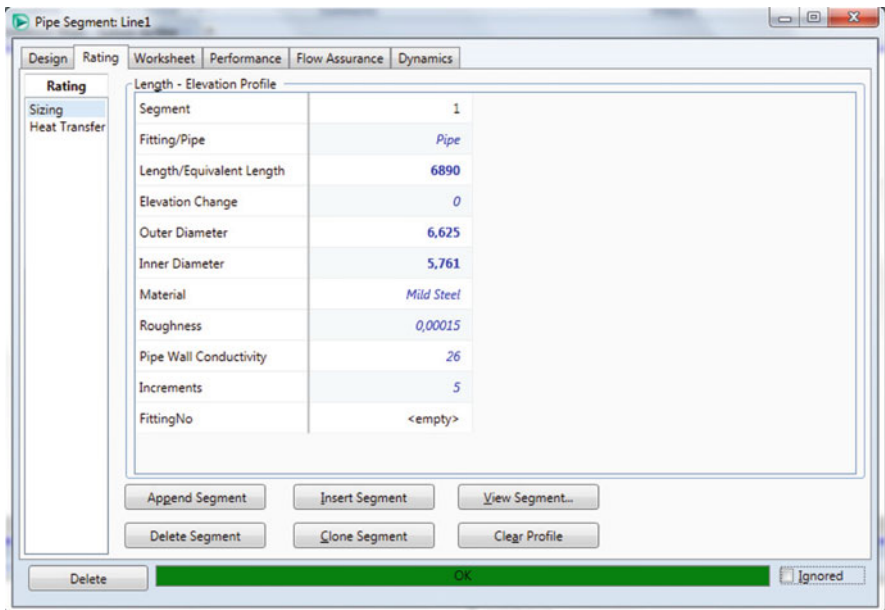 Pipe Segment: Line1
Design Rating Worksheet Performance Flow Assurance Dynamics
Rating
Sizing
Heat Transfer
Length - Elevation Profile
Segment 1
Fitting/Pipe Pipe
Length/Equivalent Length 6890
Elevation Change 0
Outer Diameter 6,625
Inner Diameter 5,761
Material Mild Steel
Roughness 0,00015
Pipe Wall Conductivity 26
Increments 5
FittingNo <empty>
Append Segment Insert Segment View Segment...
Delete Segment Clone Segment Clear Profile
Delete OK Ignored